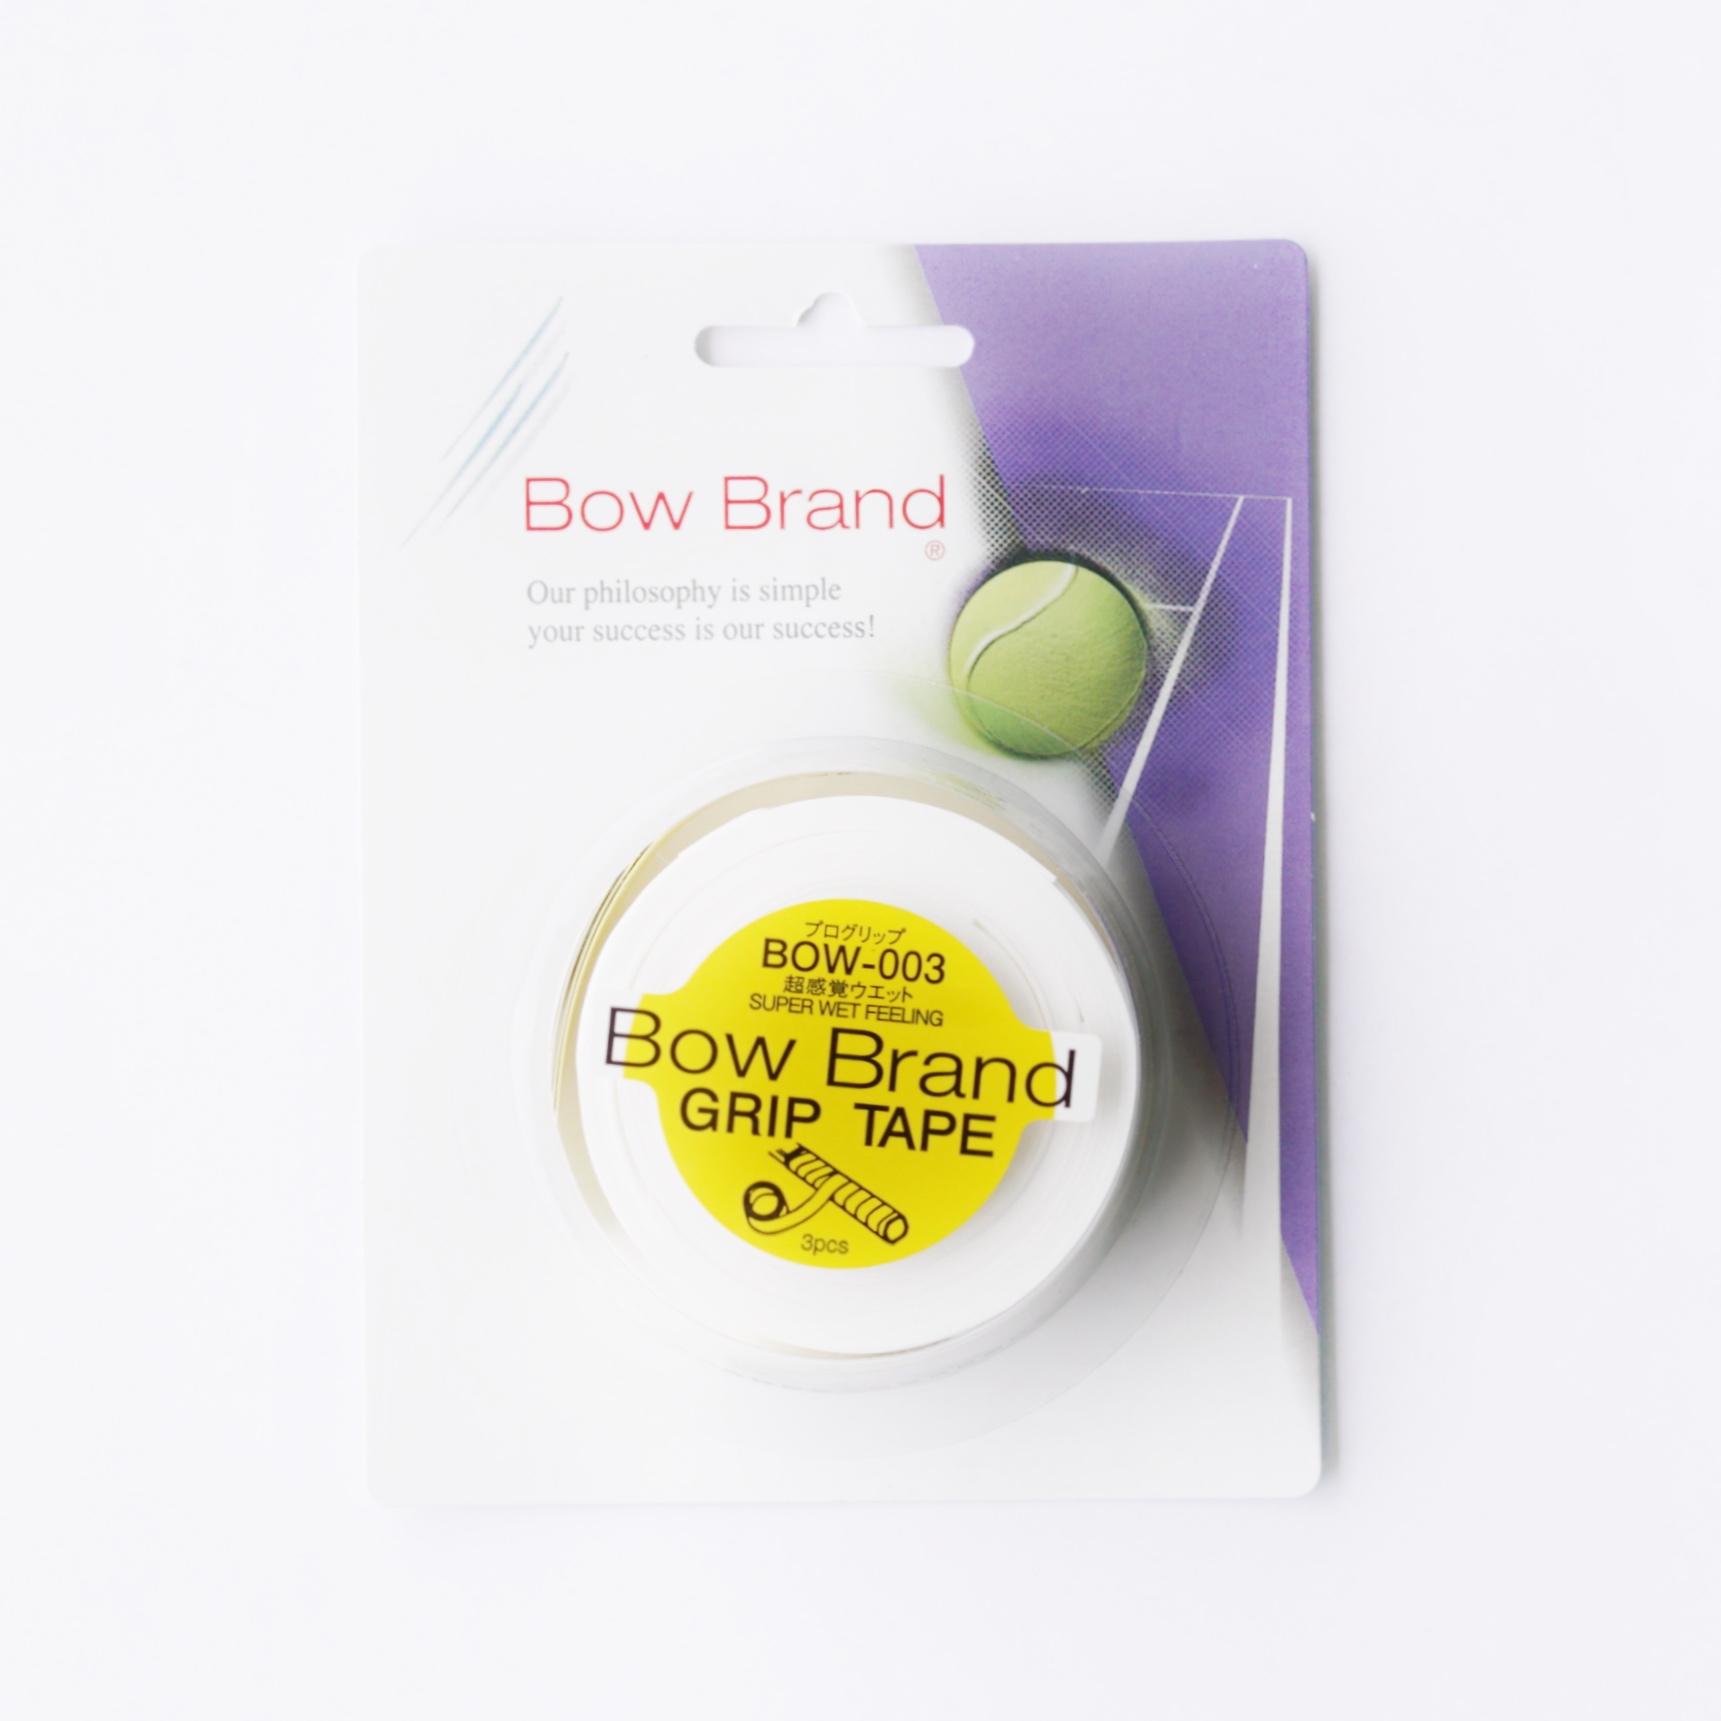 Bow Brand
®
Our philosophy is simple
your success is our success!
プログリップ
BOW-003
超感覚ウエット
SUPER WET FEELING
Bow Brand
GRIP TAPE
3pcs